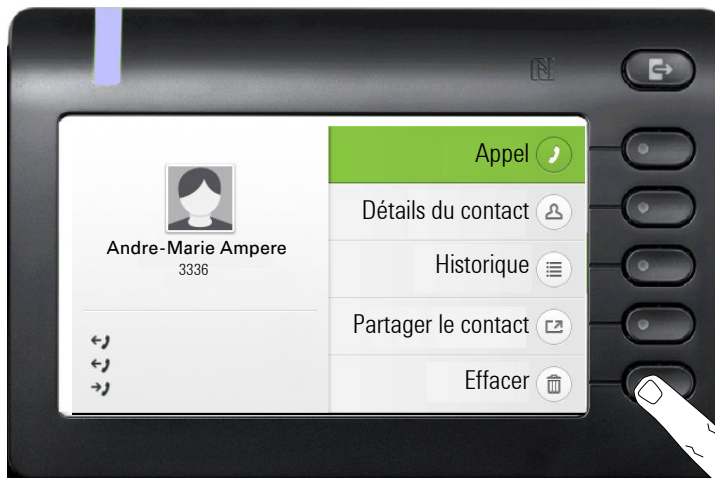 Andre-Marie Ampere
3336
Appel
Détails du contact
Historique
Partager le contact
Effacer